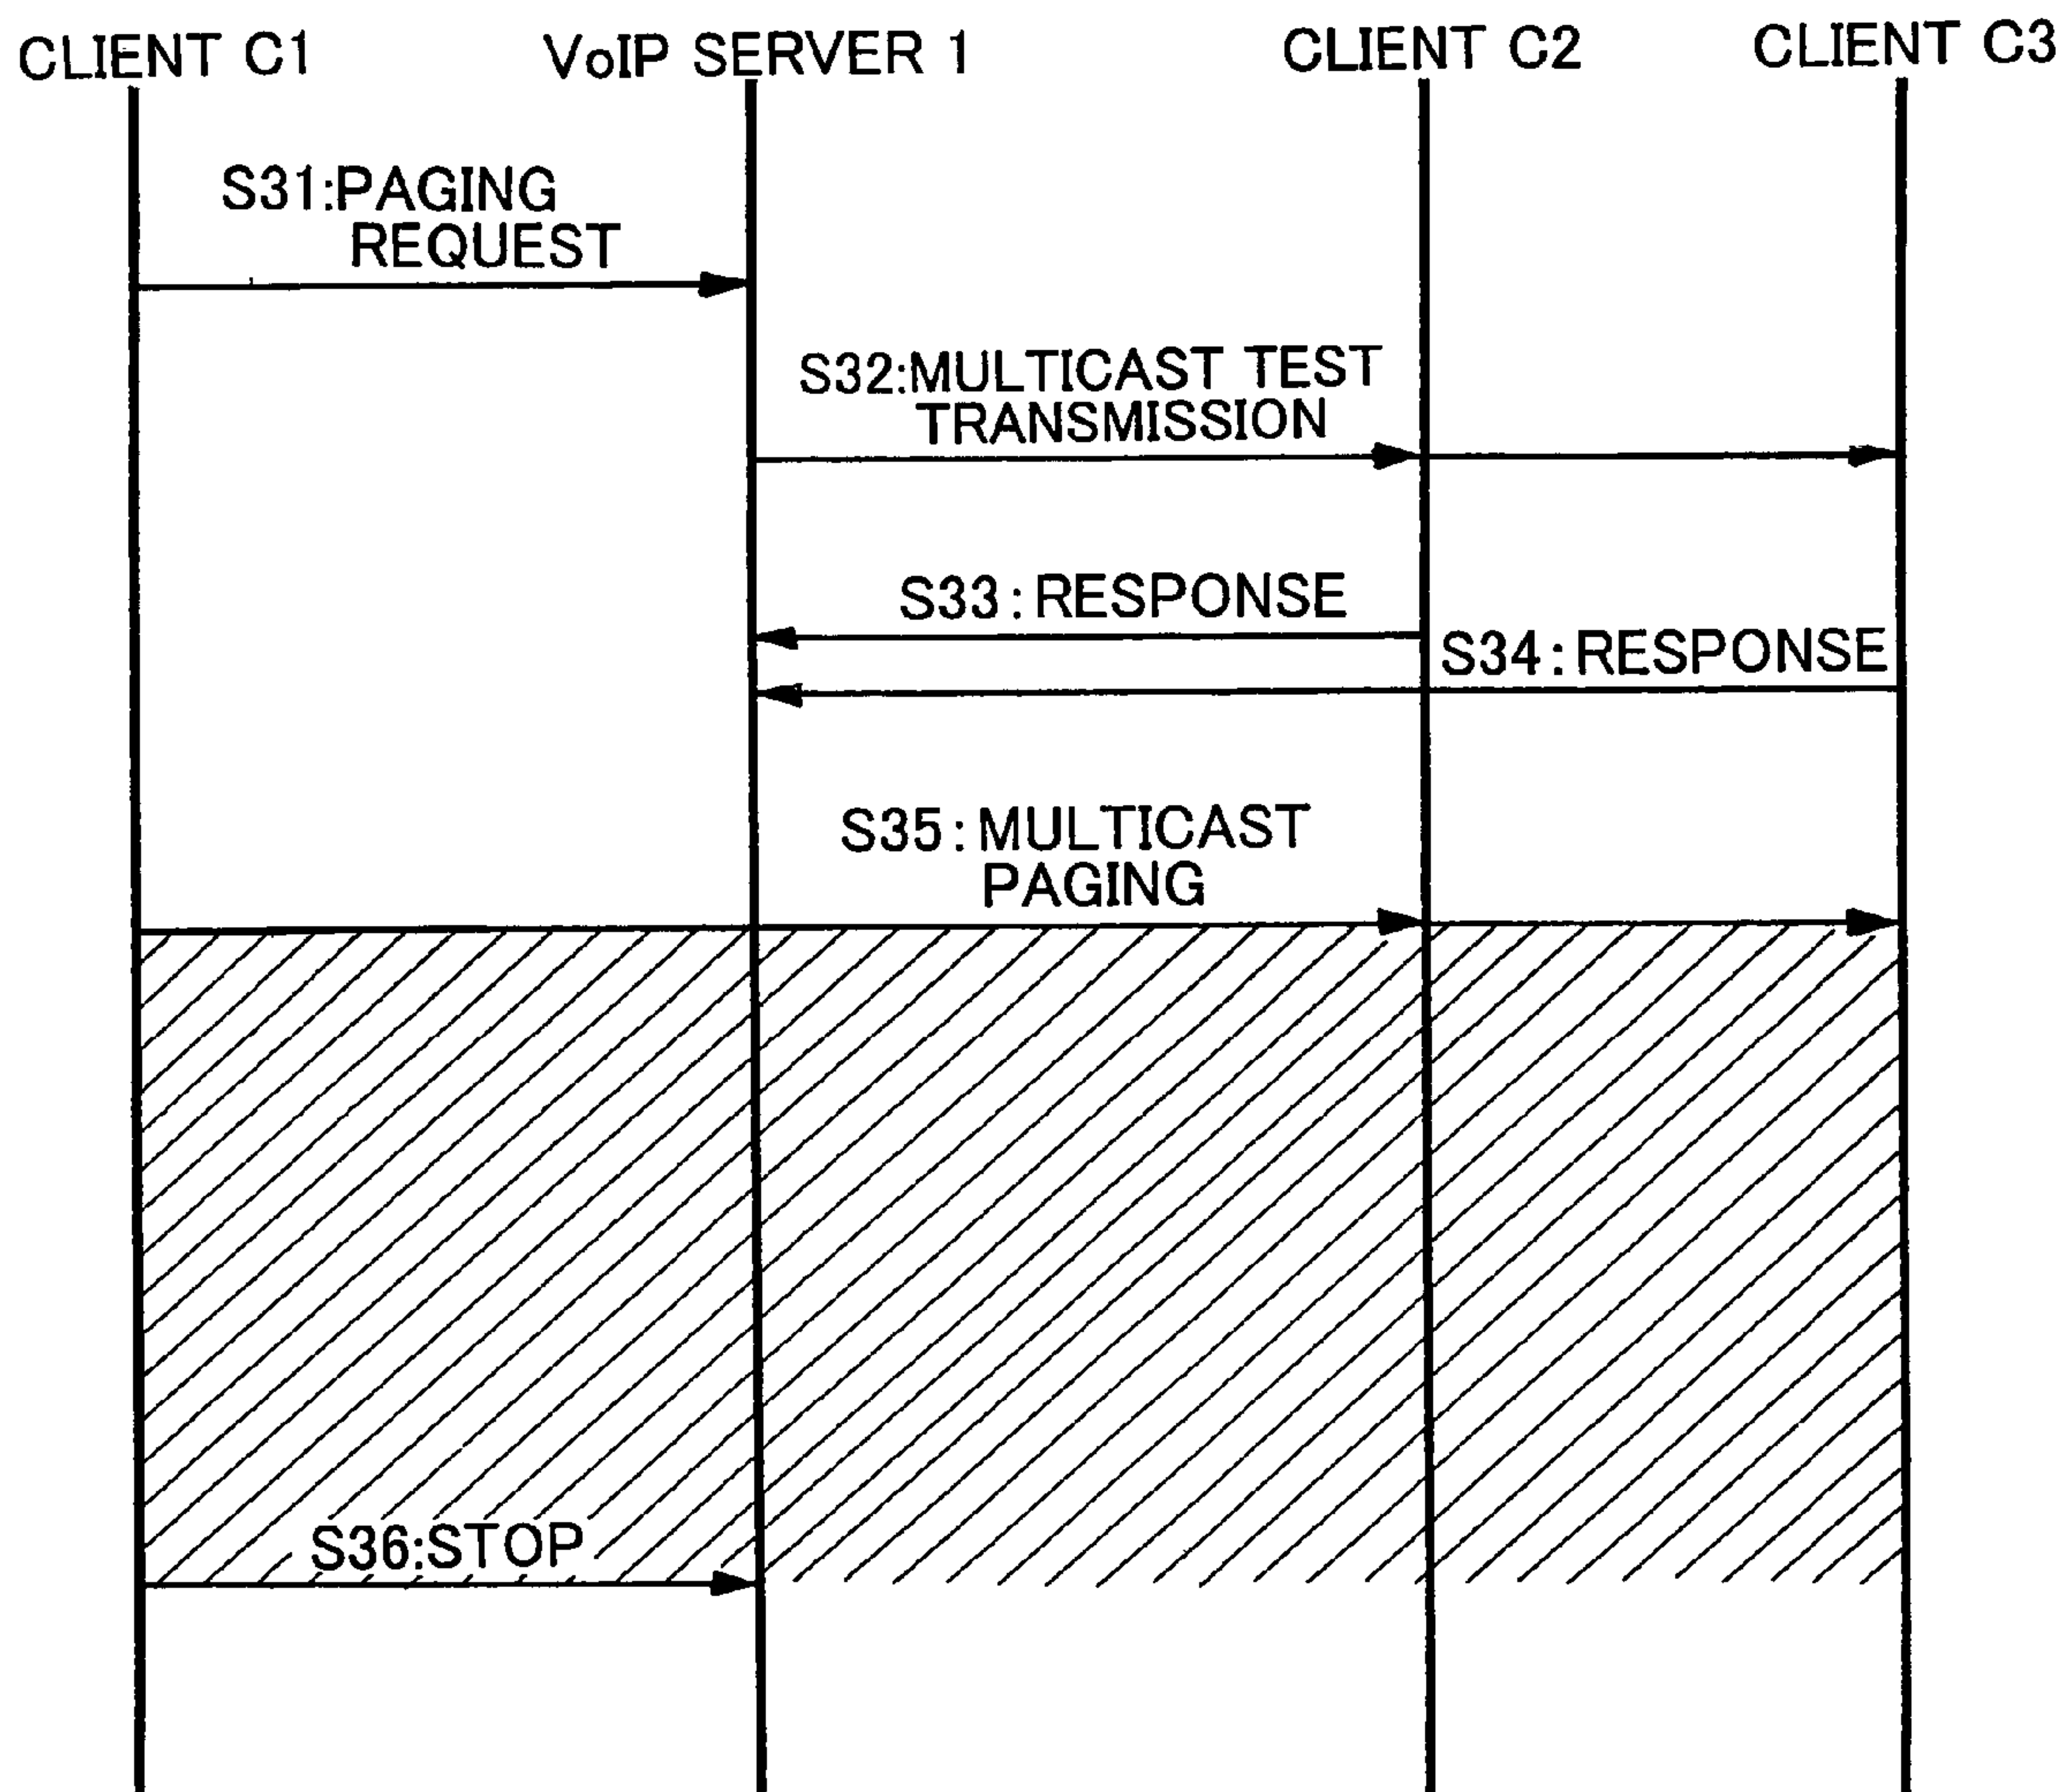 CLIENT C1
VoIP SERVER 1
CLIENT C2
CLIENT C3
S31:PAGING
REQUEST
S32:MULTICAST TEST
TRANSMISSION
S33:RESPONSE
S34:RESPONSE
S35:MULTICAST
PAGING
S36:STOP